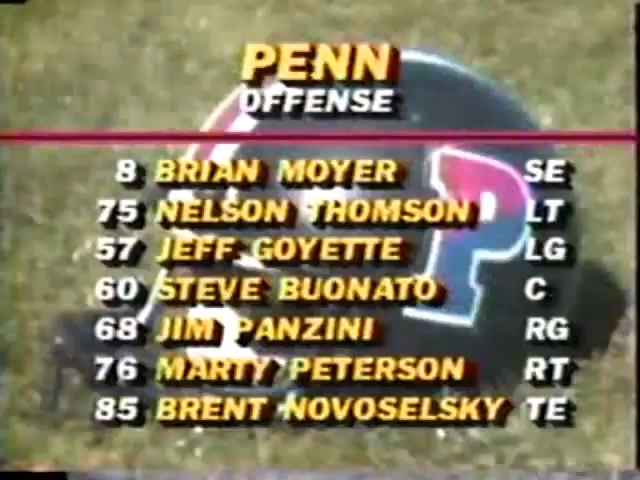 PENN
OFFENSE
8 BRIAN MOYER SE
75 NELSON THOMSON LT
57 JEFF GOYETTE LG
60 STEVE BUONATO C
68 JIM PANZINI RG
76 MARTY PETERSON RT
85 BRENT NOVOSELSKY TE
P